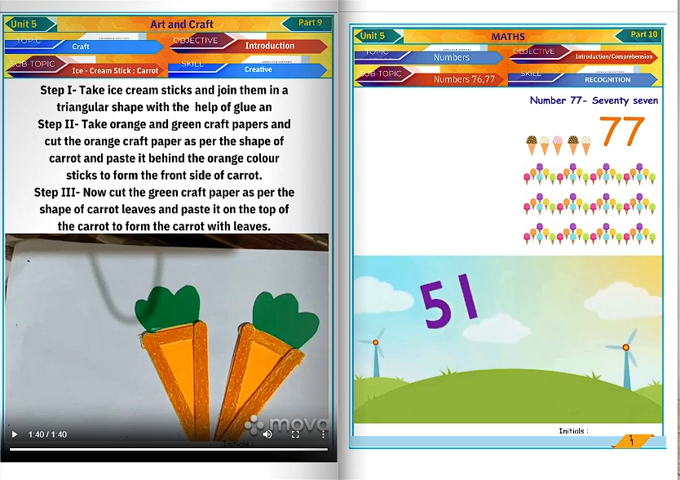 Unit 5
Art and Craft
Part 9
TOPIC
Craft
OBJECTIVE
Introduction
SUB-TOPIC
Ice - Cream Stick : Carrot
SKILL
Creative
Step I- Take ice cream sticks and join them in a
triangular shape with the help of glue an
Step II- Take orange and green craft papers and
cut the orange craft paper as per the shape of
carrot and paste it behind the orange colour
sticks to form the front side of carrot.
Step III- Now cut the green craft paper as per the
shape of carrot leaves and paste it on the top of
the carrot to form the carrot with leaves.
1:40 / 1:40
Initials :
Unit 5
MATHS
Part 10
TOPIC
Numbers
OBJECTIVE
Introduction/Comprehension
SUB-TOPIC
Numbers 76,77
SKILL
RECOGNITION
Number 77- Seventy seven
77
51
Initials :